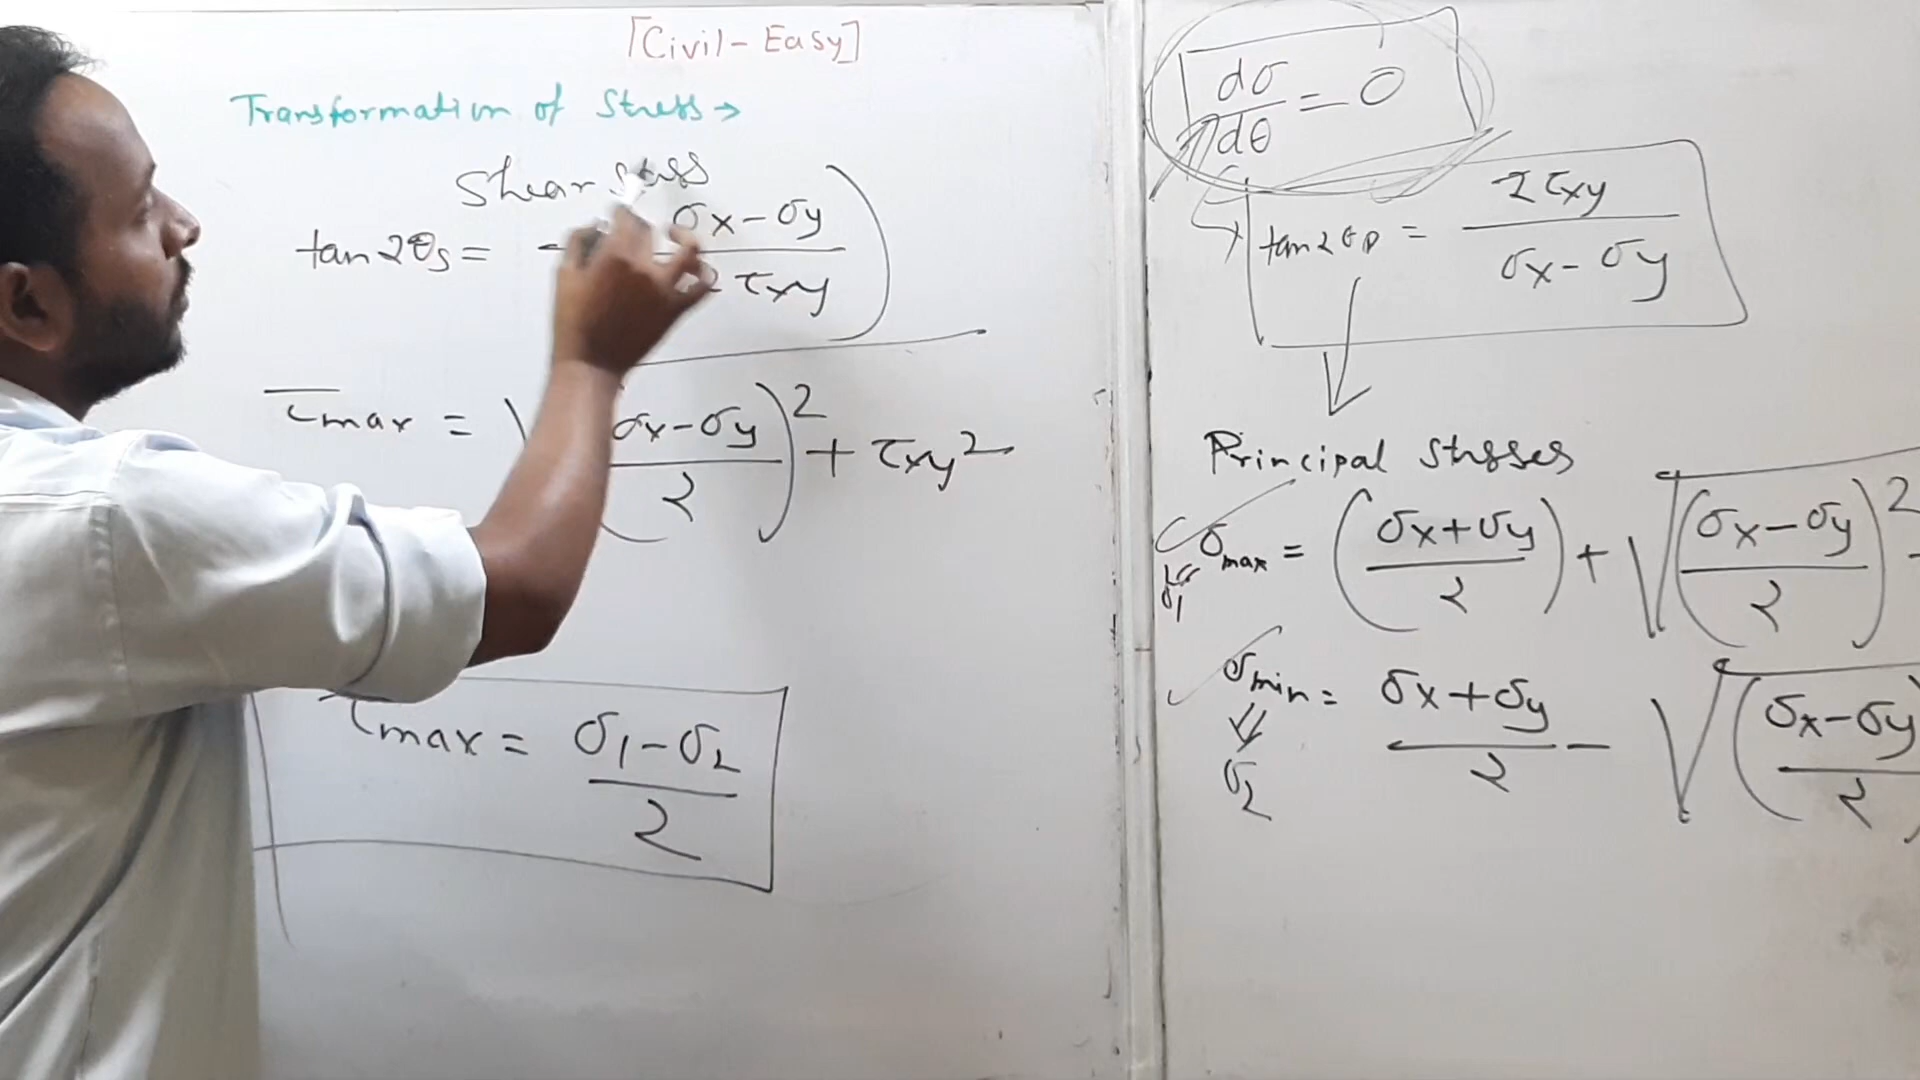 [Civil-Easy]
Transformation of Stress →
Shear stress
tan2θs = - (σx-σy / 2τxy)
τmax = √(σx-σy / 2)² + τxy²
τmax = σ1-σ2 / 2
dσ/dθ = 0
tan2θp = 2τxy / σx-σy
Principal stresses
σmax = (σx+σy / 2) + √(σx-σy / 2)²
σ1
σmin = σx+σy / 2 - √(σx-σy / 2
σ2